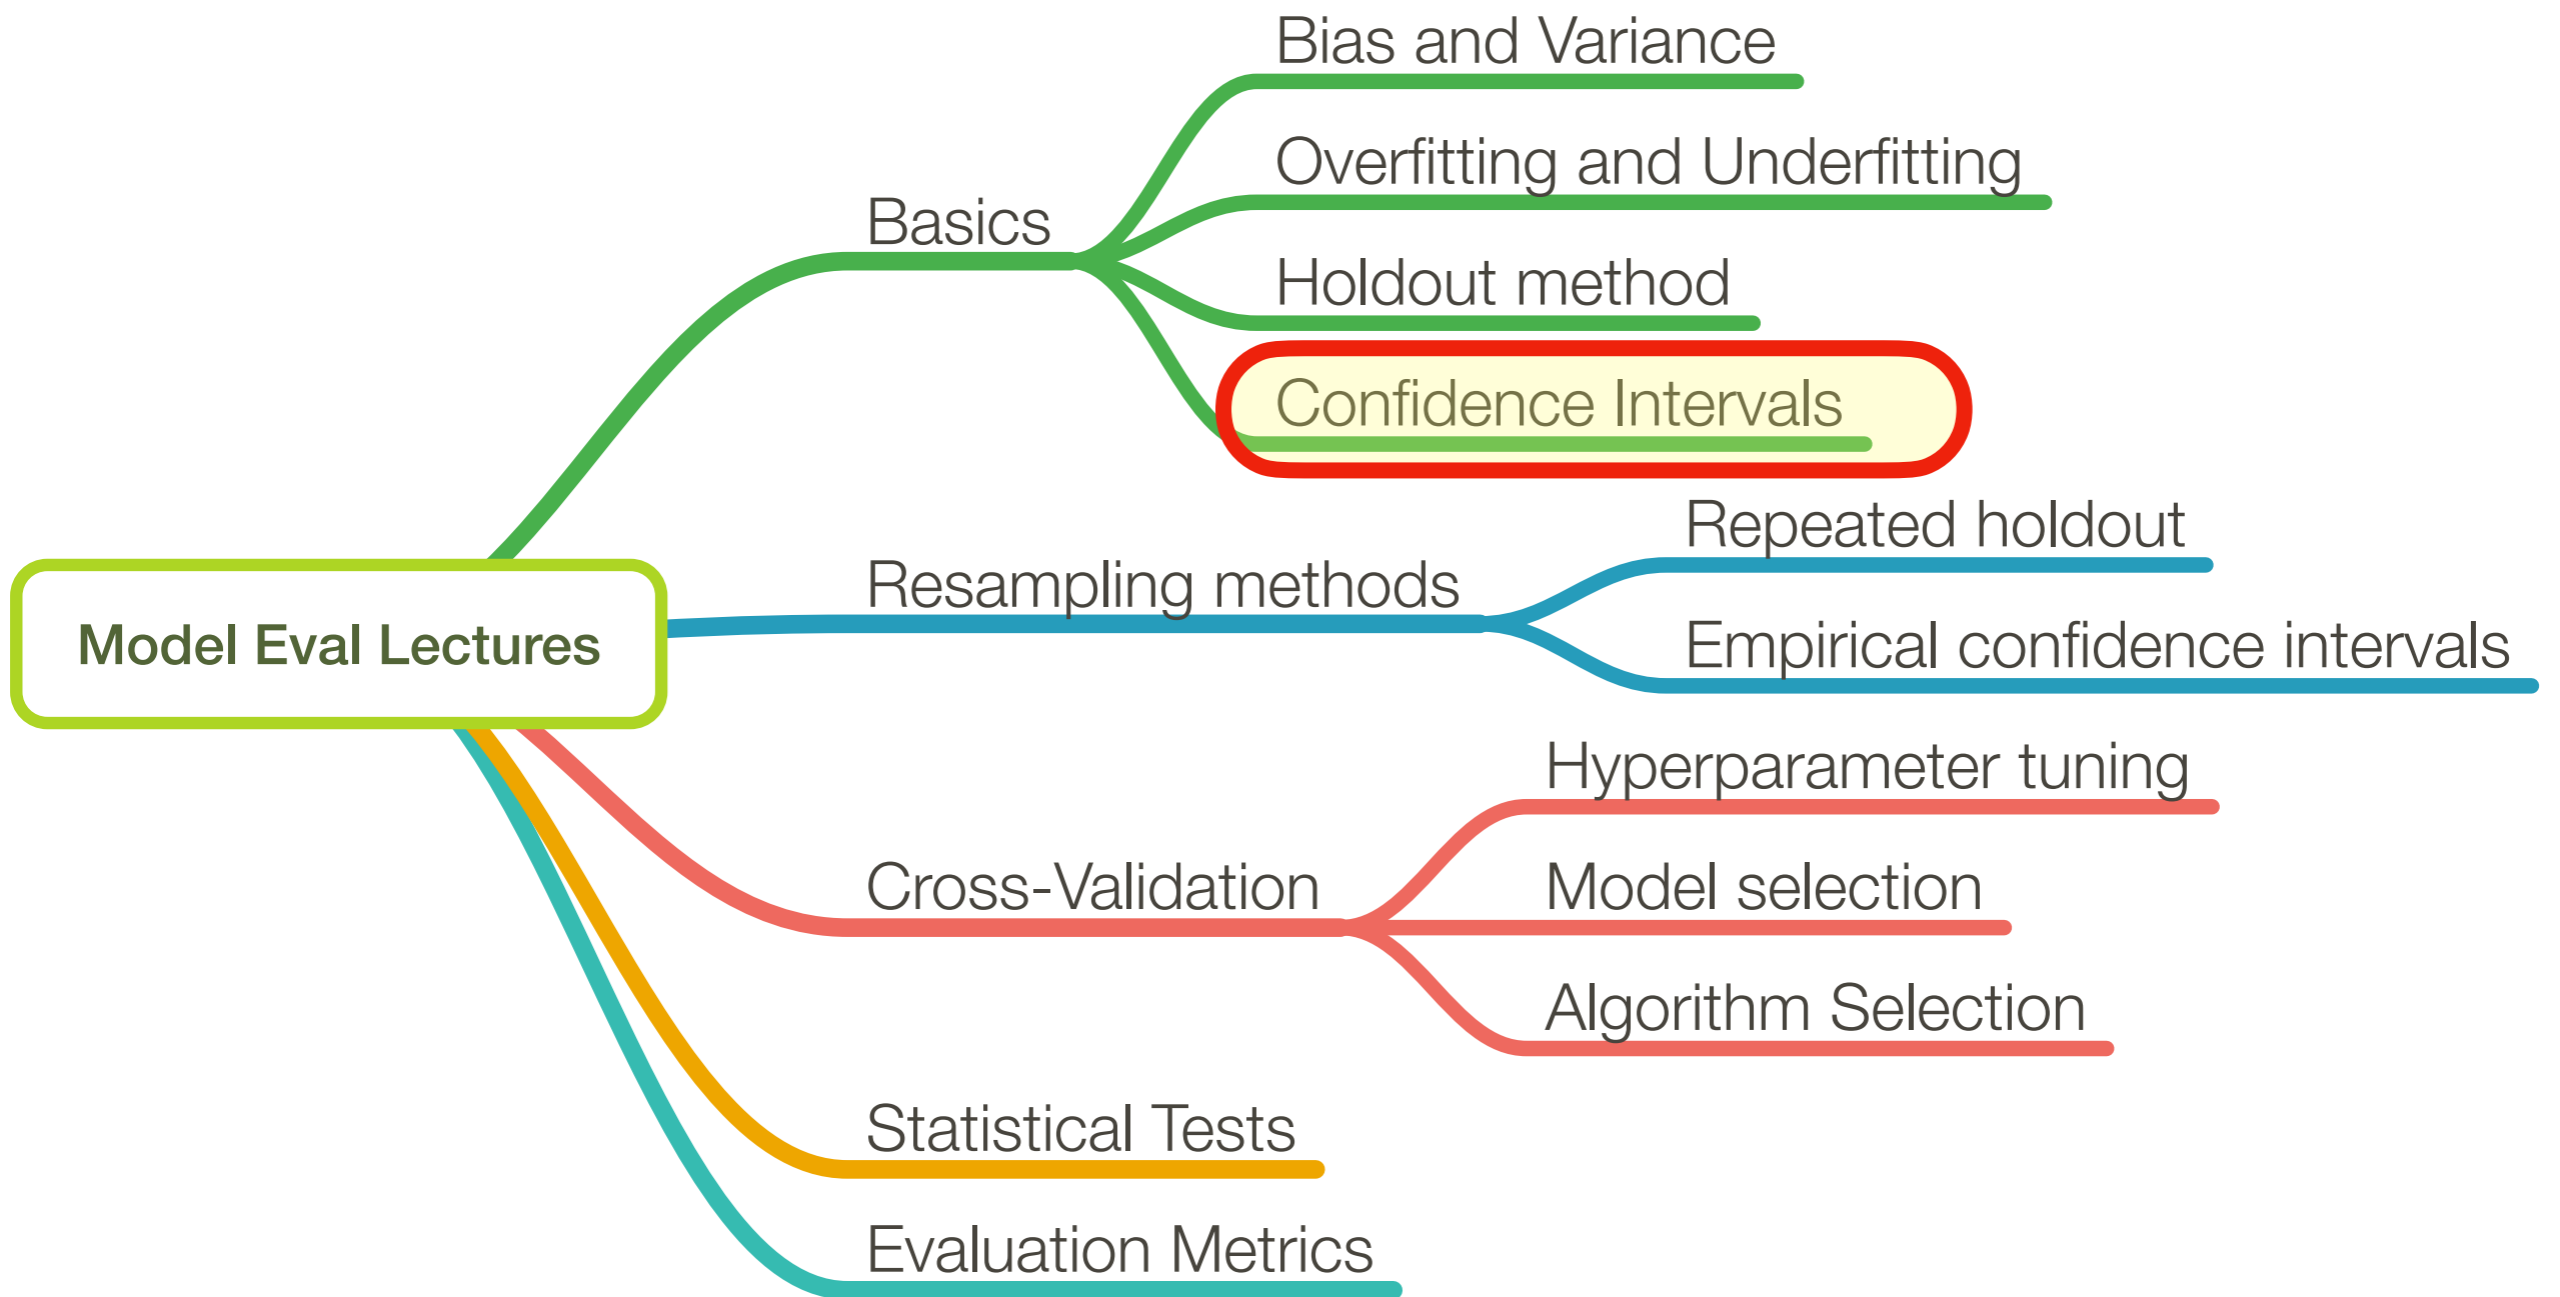 Model Eval Lectures
Basics
Bias and Variance
Overfitting and Underfitting
Holdout method
Confidence Intervals
Resampling methods
Repeated holdout
Empirical confidence intervals
Cross-Validation
Hyperparameter tuning
Model selection
Algorithm Selection
Statistical Tests
Evaluation Metrics